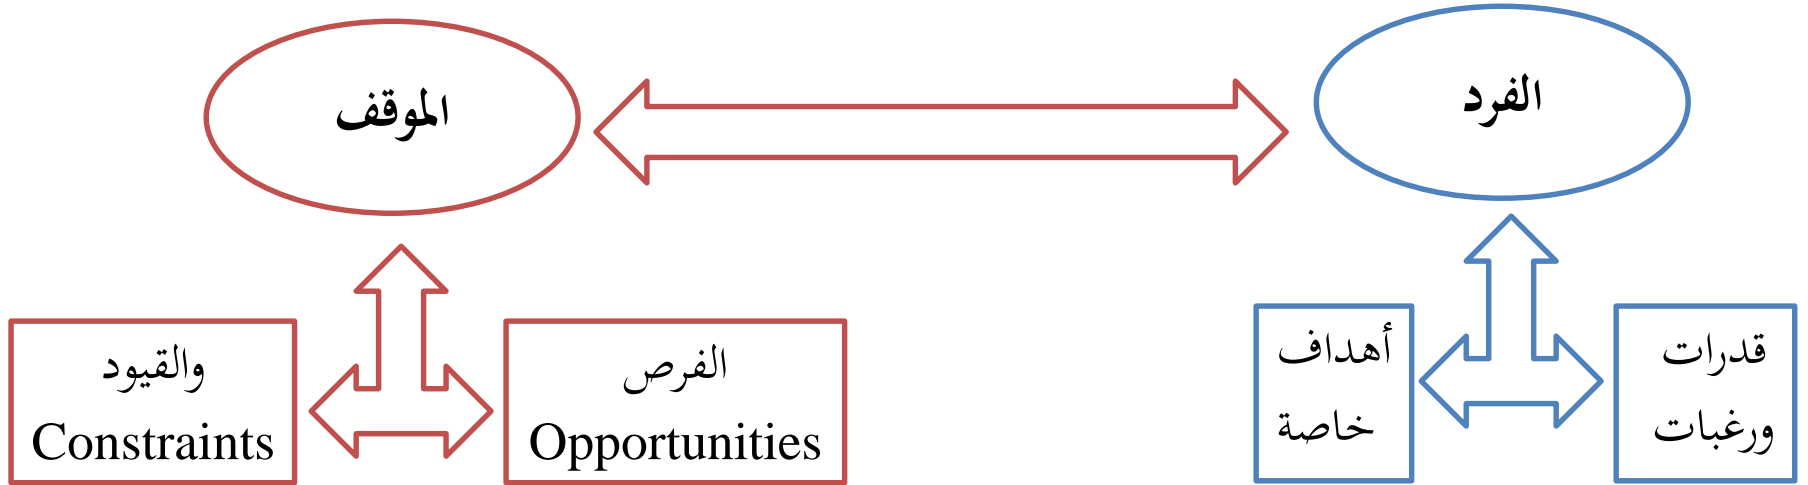 الفرد
الموقف
قدرات
ورغبات
أهداف
خاصة
الفرص
Opportunities
والقيود
Constraints